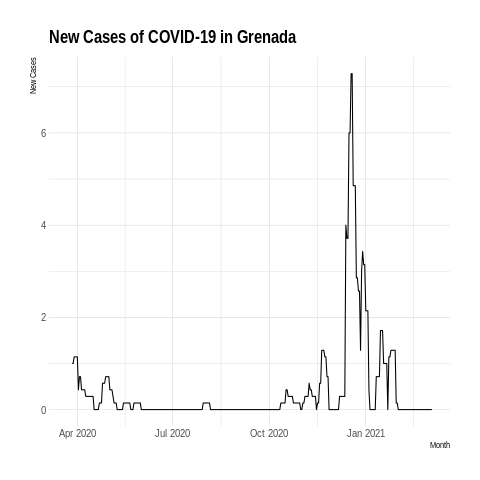 New Cases of COVID-19 in Grenada
New Cases
6
4
2
0
Apr 2020 Jul 2020 Oct 2020 Jan 2021
Month